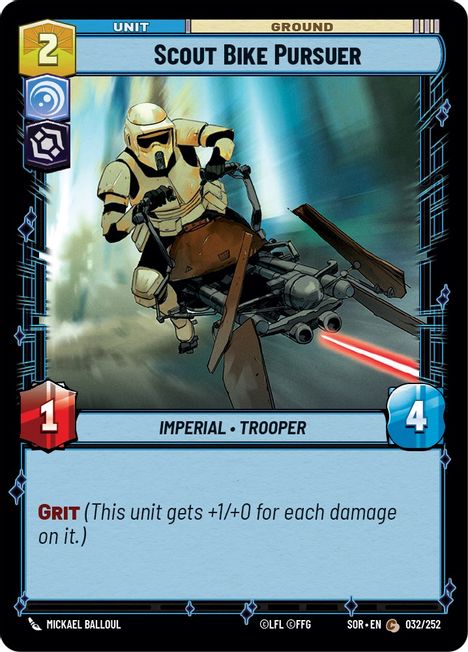 UNIT
GROUND
2
SCOUT BIKE PURSUER
1
4
IMPERIAL • TROOPER
GRIT (This unit gets +1/+0 for each damage
on it.)
MICKAEL BALLOUL
©LFL ©FFG
SOR • EN C 032/252